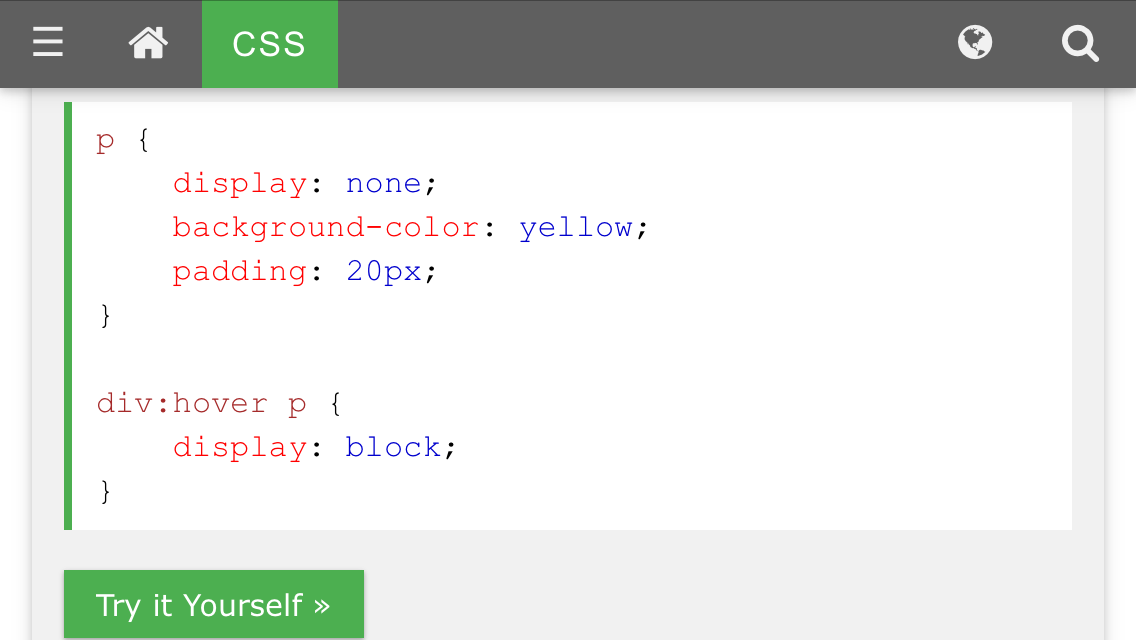 CSS
p {
    display: none;
    background-color: yellow;
    padding: 20px;
}
div:hover p {
    display: block;
}
Try it Yourself »